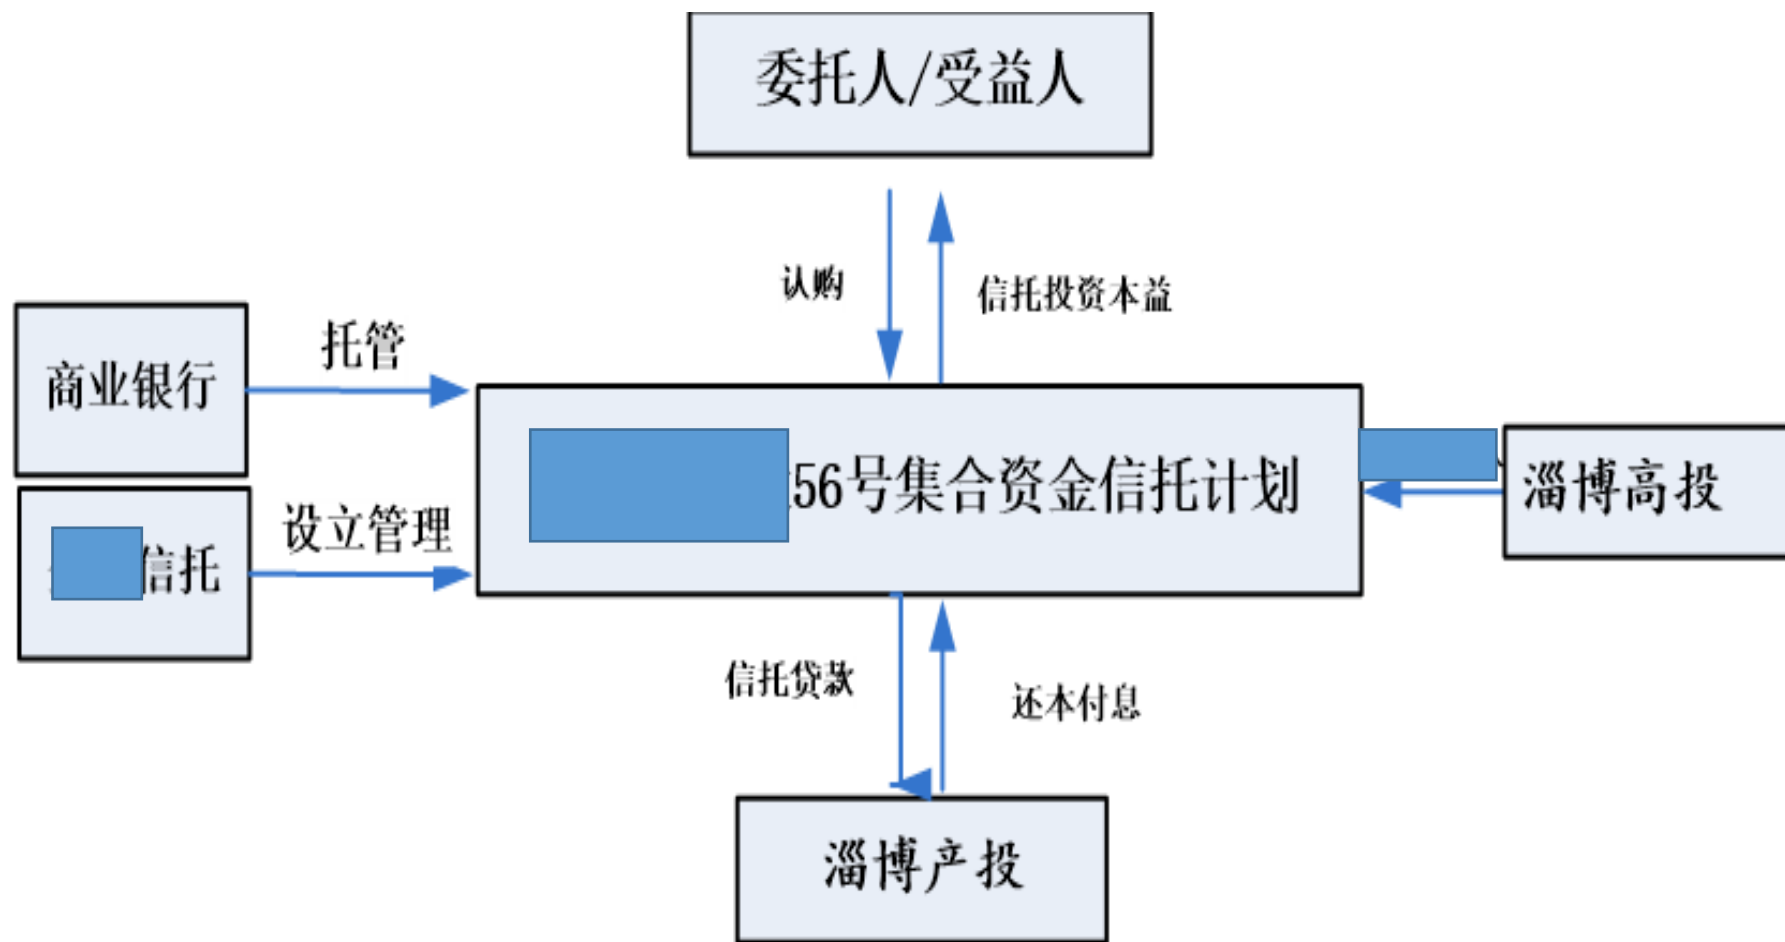 委托人/受益人
认购
信托投资本益
商业银行
托管
56号集合资金信托计划
淄博高投
信托
设立管理
信托贷款
还本付息
淄博产投